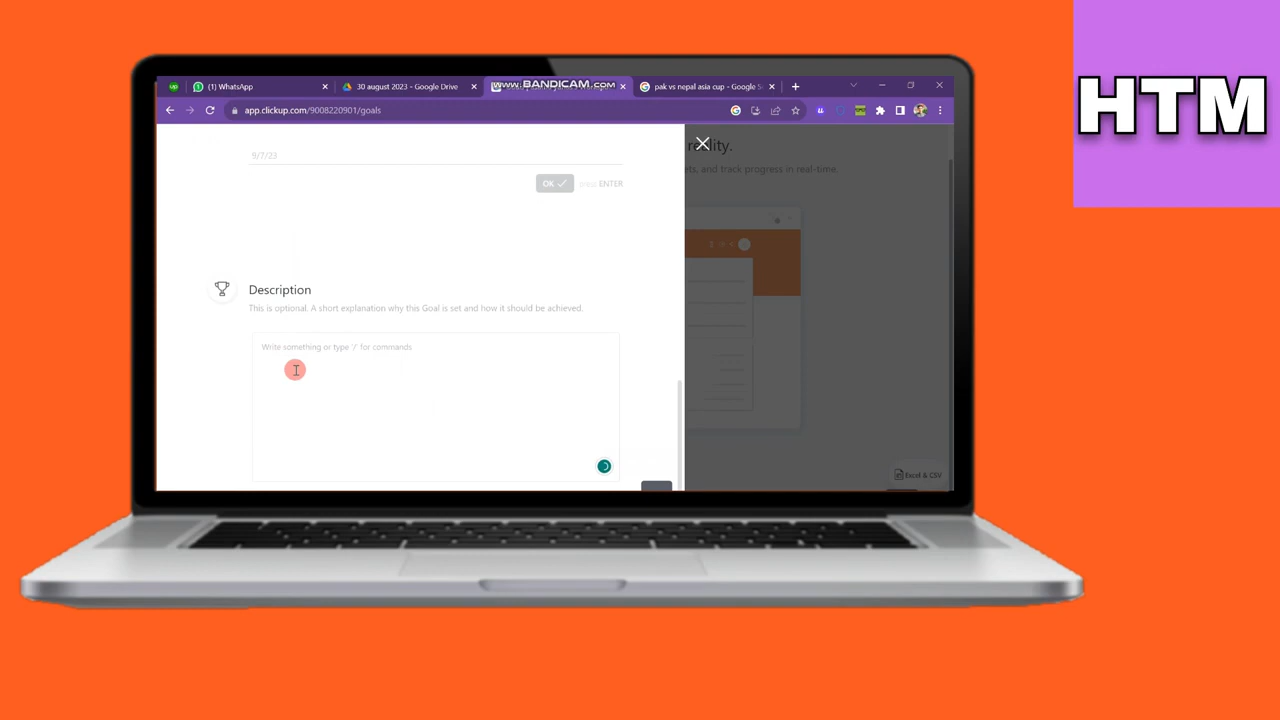 HTM
(1) WhatsApp
30 august 2023 - Google Drive
www.BANDICAM.com
pak vs nepal asia cup - Google S
app.clickup.com/9008220901/goals
9/7/23
OK
press ENTER
reality.
ets, and track progress in real-time.
Description
This is optional. A short explanation why this Goal is set and how it should be achieved.
Write something or type '/' for commands
Excel & CSV